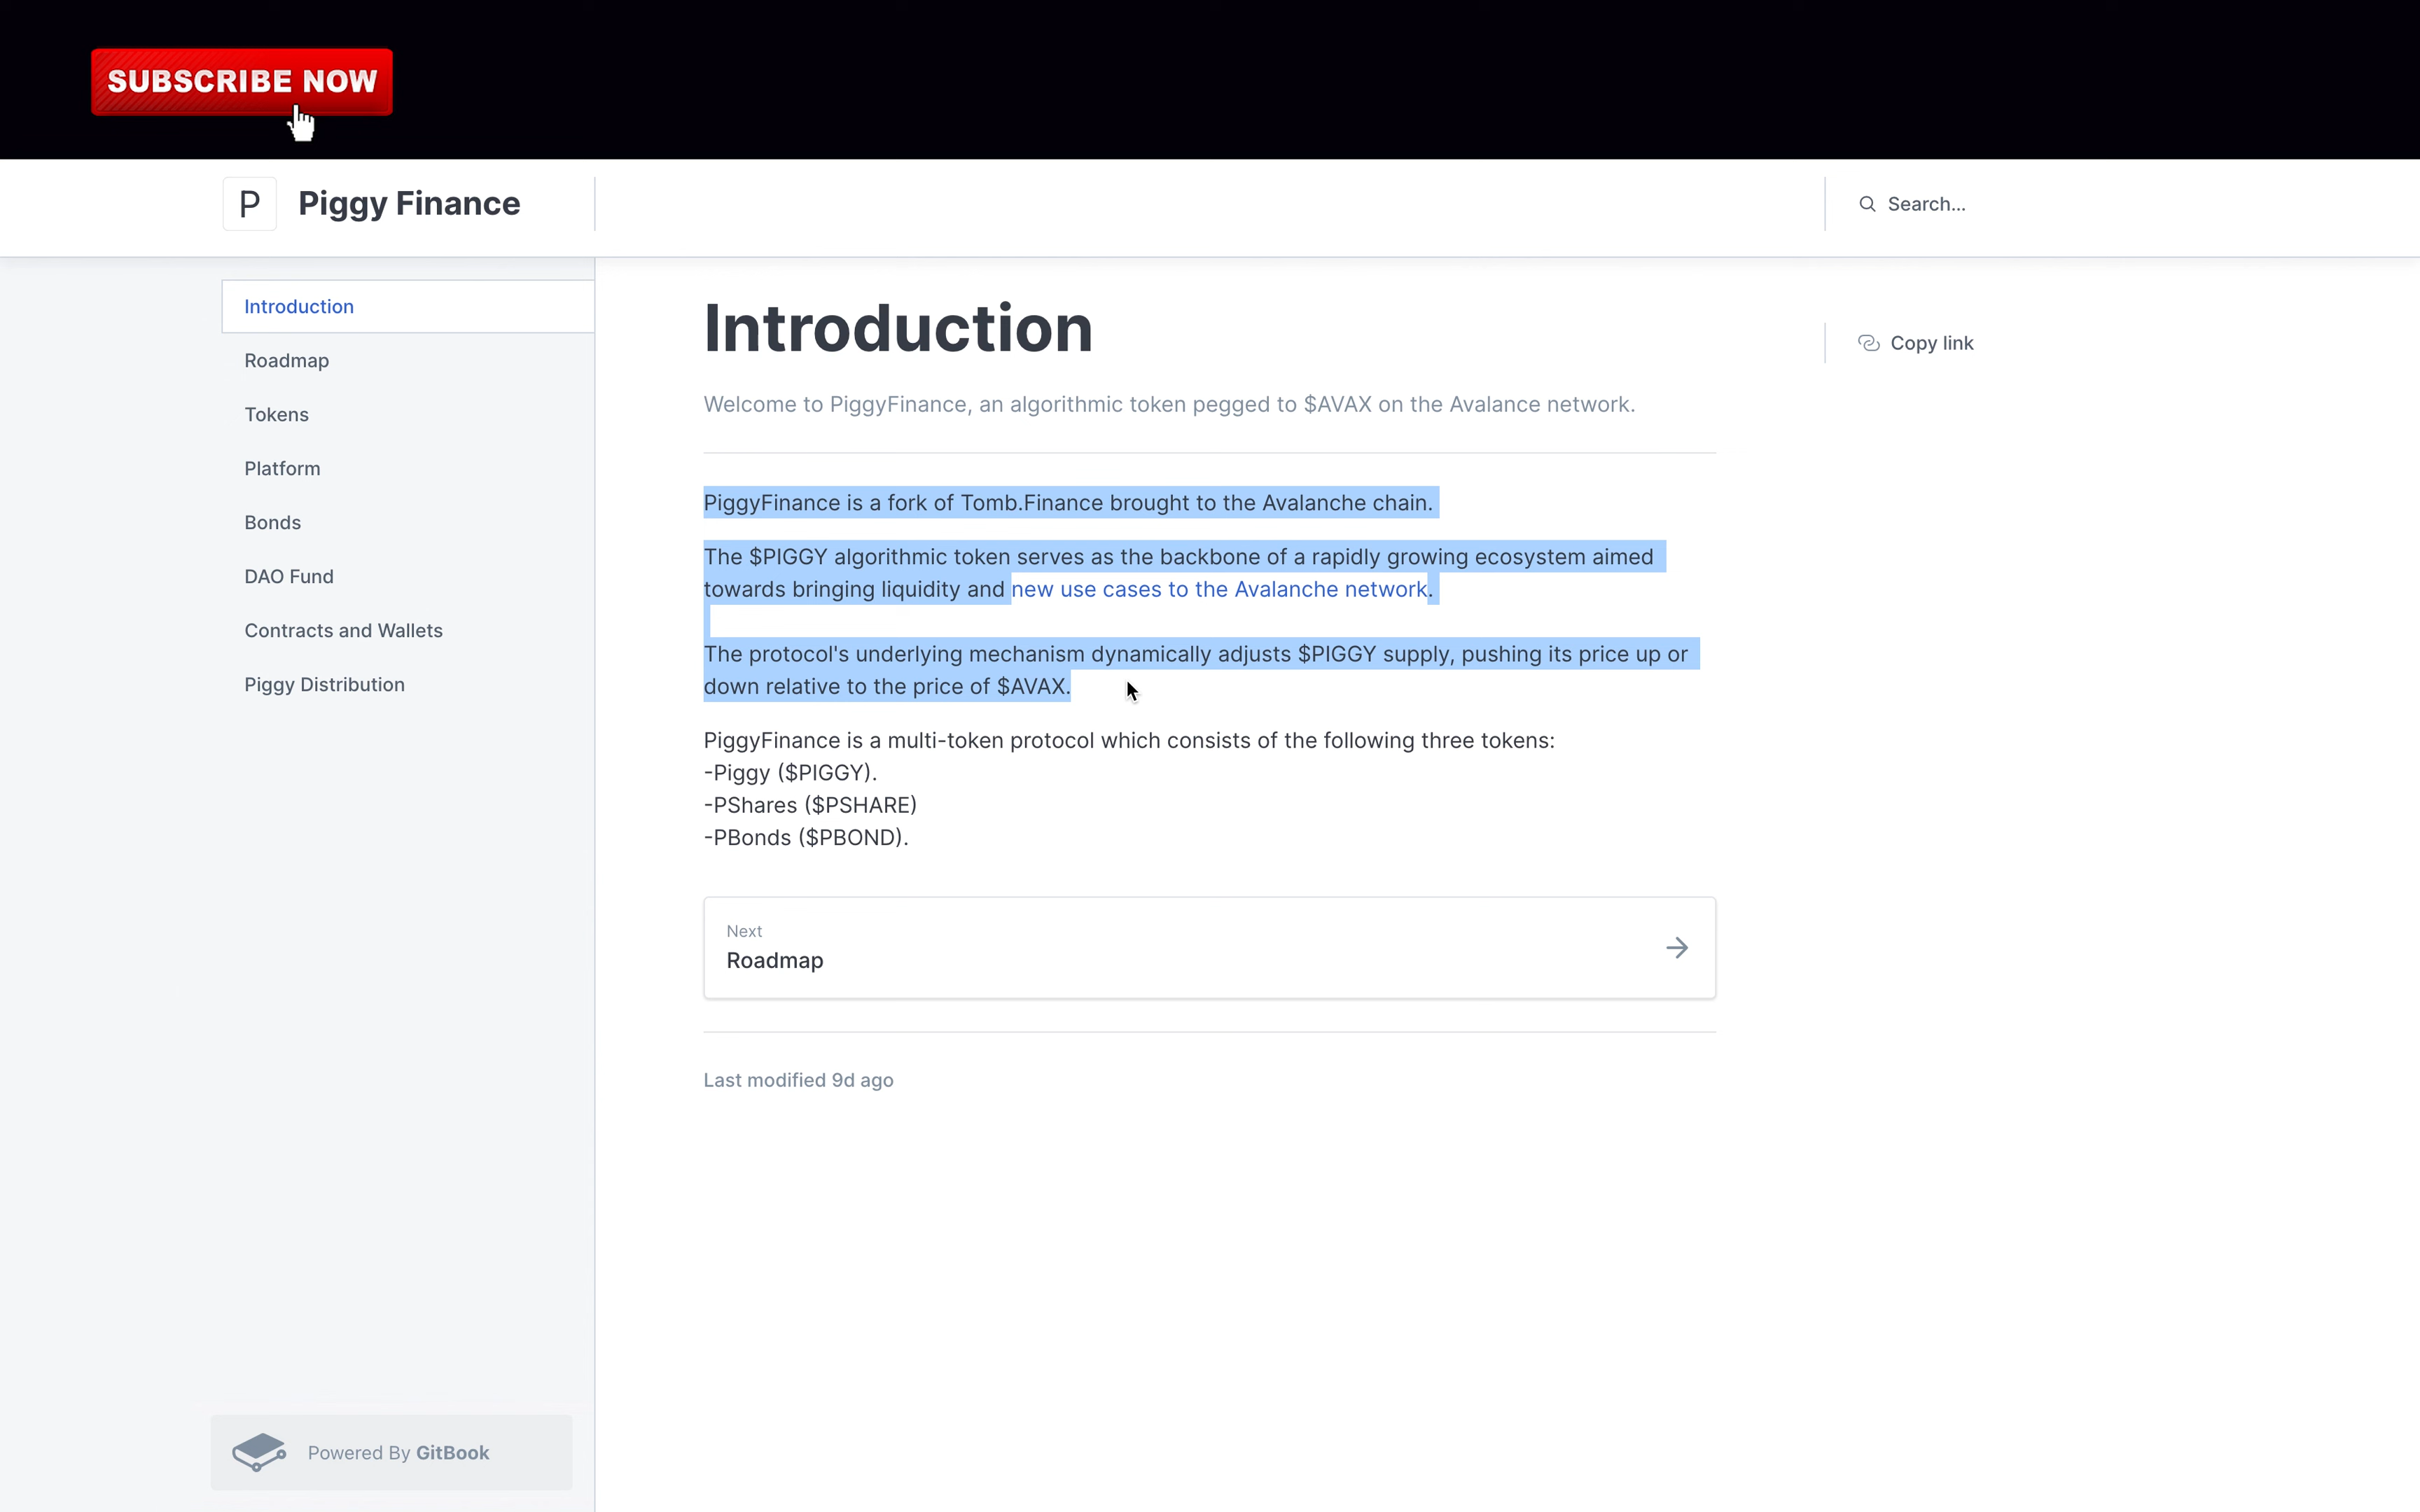 SUBSCRIBE NOW
P Piggy Finance
Search...
Introduction
Roadmap
Tokens
Platform
Bonds
DAO Fund
Contracts and Wallets
Piggy Distribution
Powered By GitBook
Introduction
Welcome to PiggyFinance, an algorithmic token pegged to $AVAX on the Avalance network.
PiggyFinance is a fork of Tomb.Finance brought to the Avalanche chain.
The $PIGGY algorithmic token serves as the backbone of a rapidly growing ecosystem aimed
towards bringing liquidity and new use cases to the Avalanche network.
The protocol's underlying mechanism dynamically adjusts $PIGGY supply, pushing its price up or
down relative to the price of $AVAX.
PiggyFinance is a multi-token protocol which consists of the following three tokens:
-Piggy ($PIGGY).
-PShares ($PSHARE)
-PBonds ($PBOND).
Next
Roadmap
Last modified 9d ago
Copy link